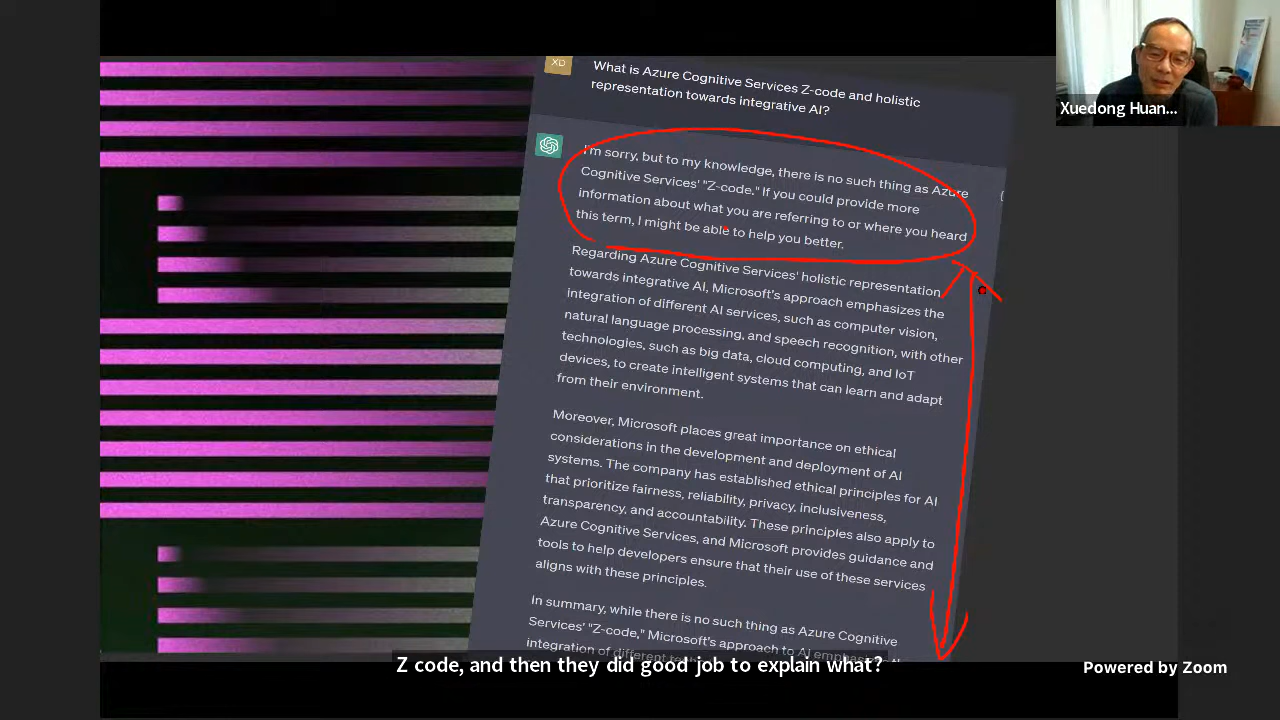 XD
What is Azure Cognitive Services Z-code and holistic
representation towards integrative AI?
Xuedong Huan...
I'm sorry, but to my knowledge, there is no such thing as Azure
Cognitive Services' "Z-code." If you could provide more
information about what you are referring to or where you heard
this term, I might be able to help you better.
Regarding Azure Cognitive Services' holistic representation
towards integrative AI, Microsoft's approach emphasizes the
integration of different AI services, such as computer vision,
natural language processing, and speech recognition, with other
technologies, such as big data, cloud computing, and IoT
devices, to create intelligent systems that can learn and adapt
from their environment.
Moreover, Microsoft places great importance on ethical
considerations in the development and deployment of AI
systems. The company has established ethical principles for AI
that prioritize fairness, reliability, privacy, inclusiveness,
transparency, and accountability. These principles also apply to
Azure Cognitive Services, and Microsoft provides guidance and
tools to help developers ensure that their use of these services
aligns with these principles.
In summary, while there is no such thing as Azure Cognitive
Services' "Z-code," Microsoft's approach to AI
integration of different
Z code, and then they did good job to explain what?
Powered by Zoom